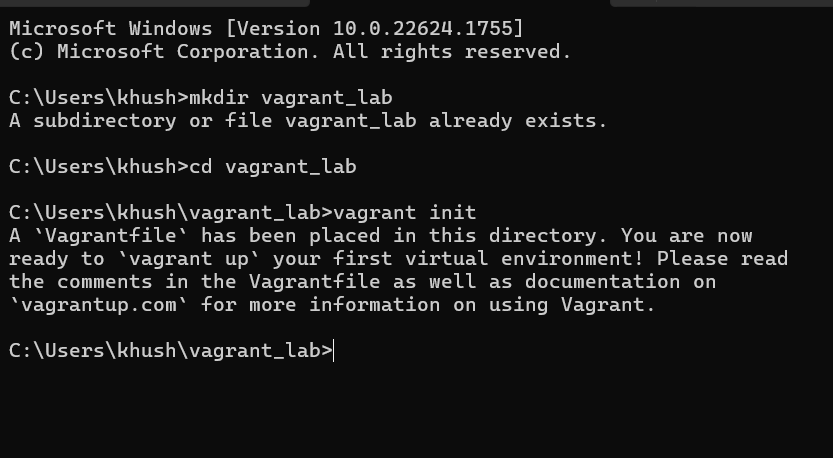 Microsoft Windows [Version 10.0.22624.1755]
(c) Microsoft Corporation. All rights reserved.
C:\Users\khush>mkdir vagrant_lab
A subdirectory or file vagrant_lab already exists.
C:\Users\khush>cd vagrant_lab
C:\Users\khush\vagrant_lab>vagrant init
A `Vagrantfile` has been placed in this directory. You are now
ready to `vagrant up` your first virtual environment! Please read
the comments in the Vagrantfile as well as documentation on
`vagrantup.com` for more information on using Vagrant.
C:\Users\khush\vagrant_lab>